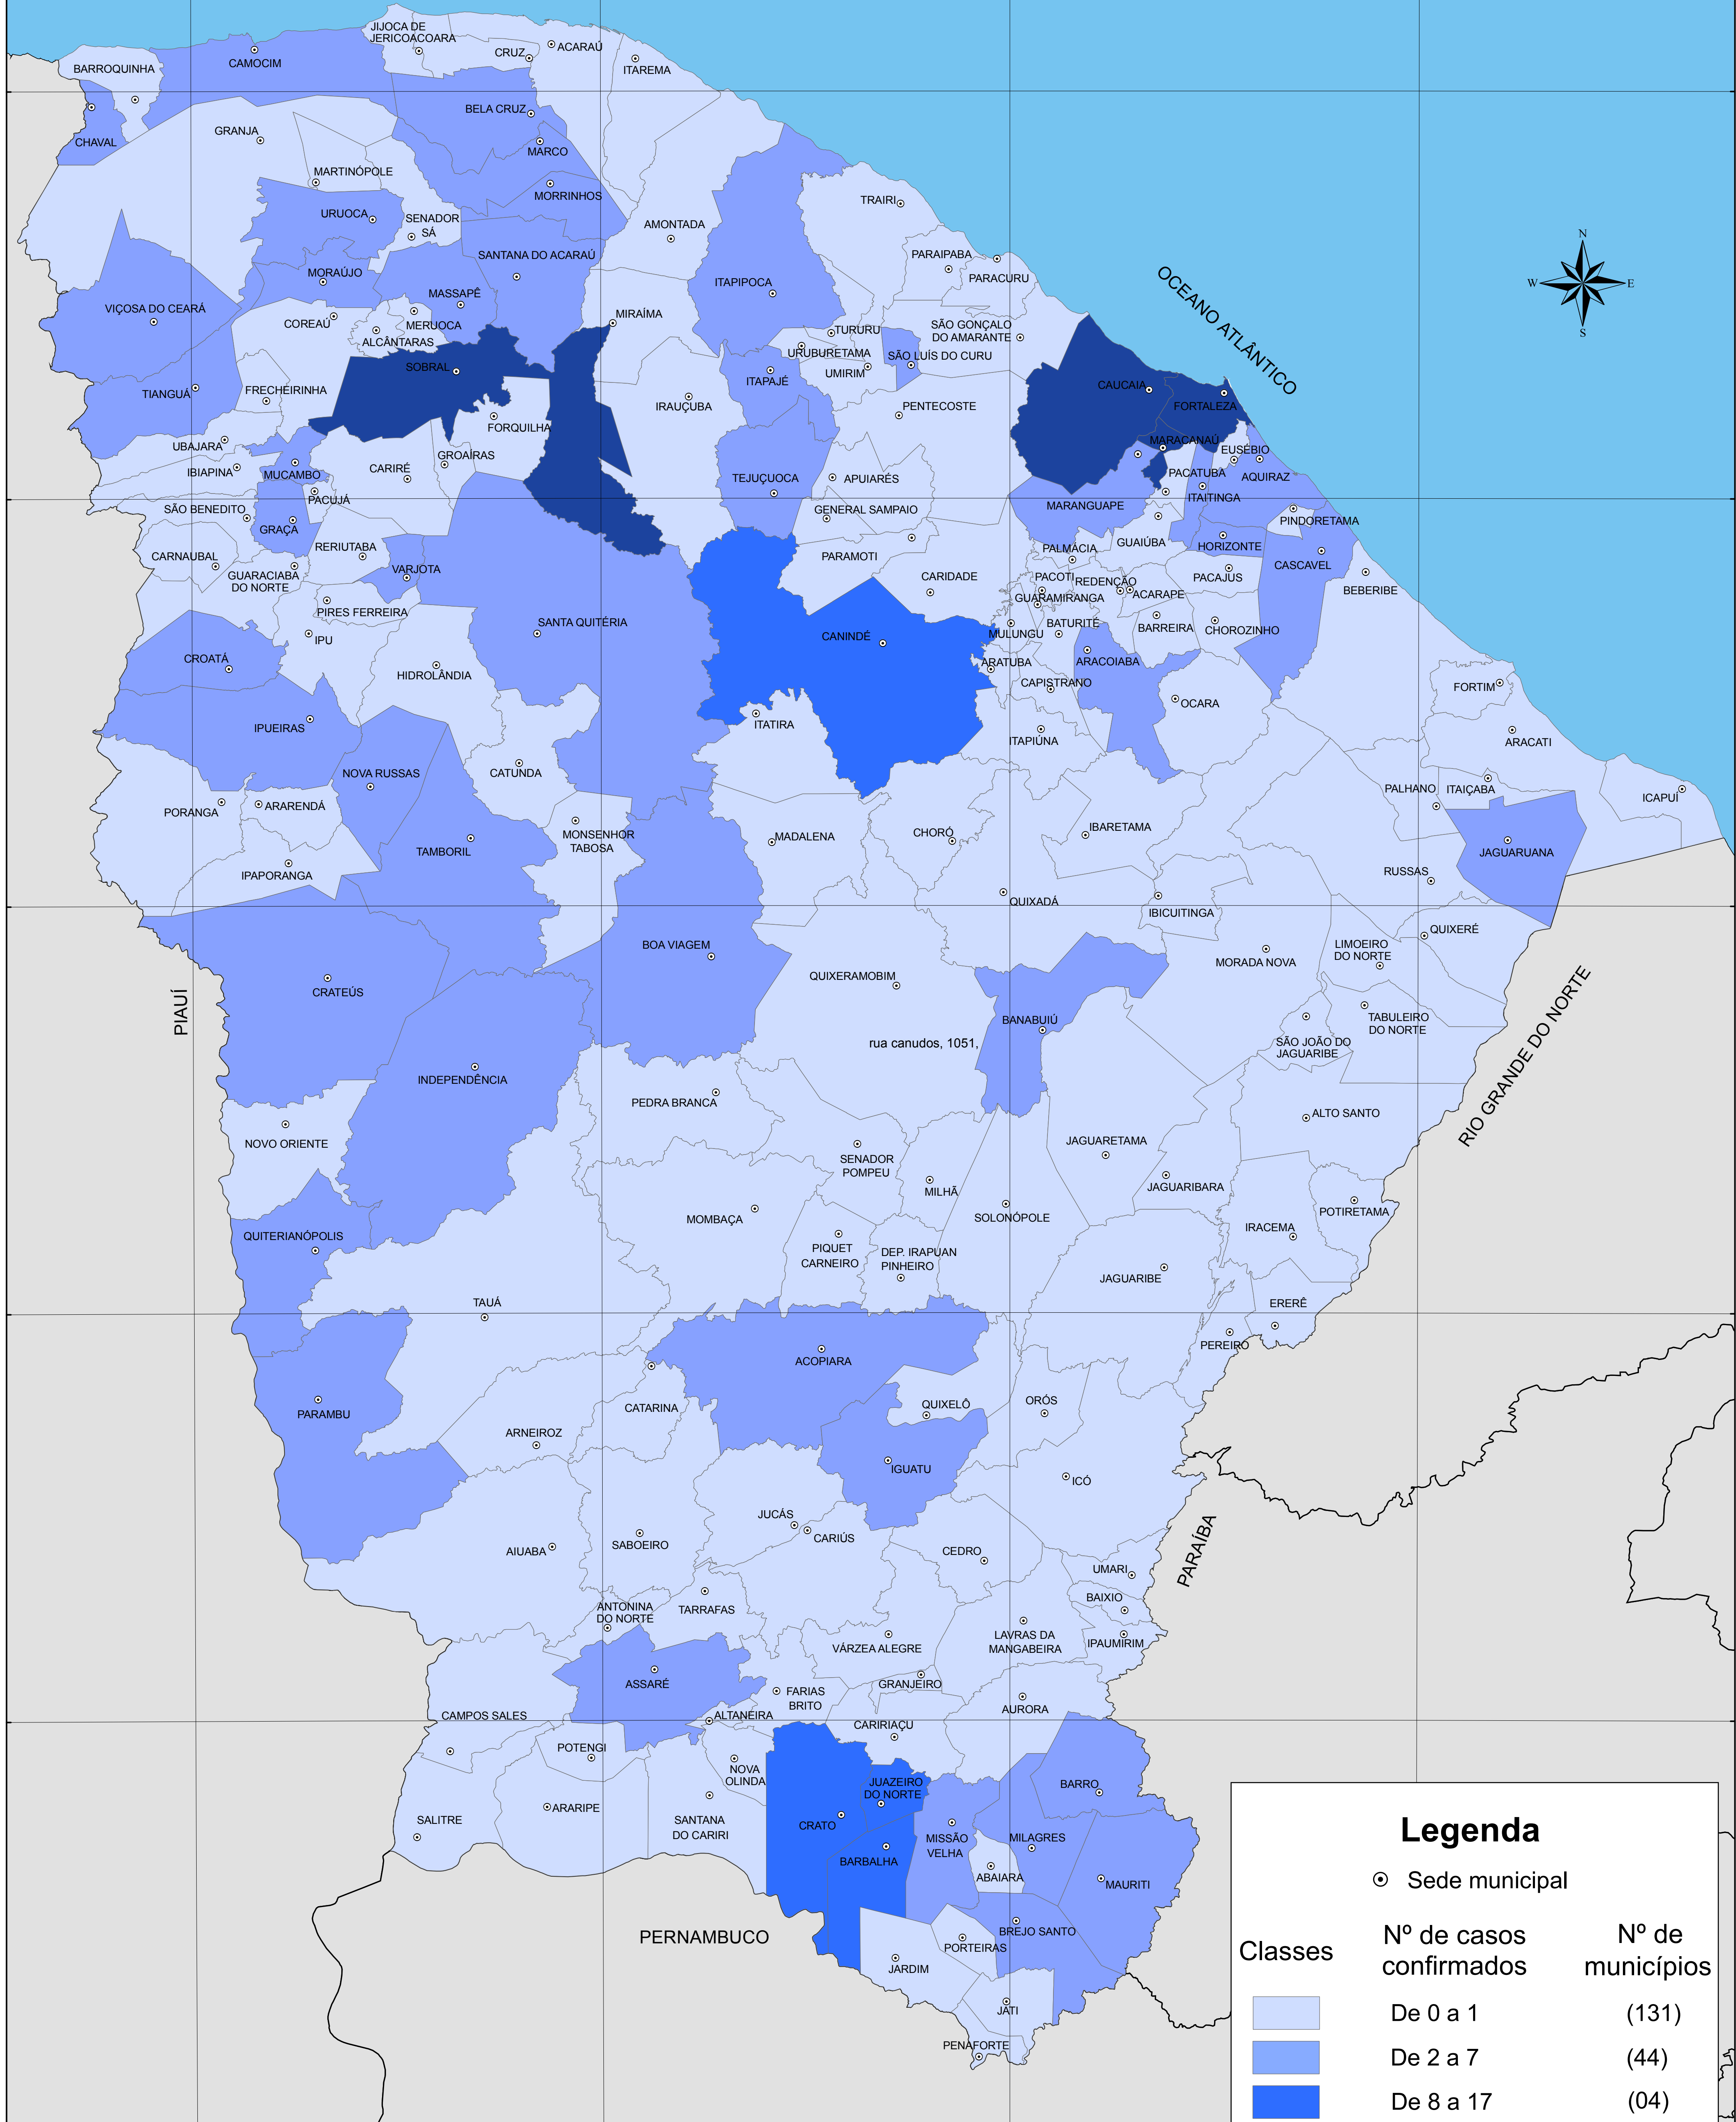 JIJOCA DE
JERICOACOARA
CRUZ
ACARAÚ
ITAREMA
BARROQUINHA
CAMOCIM
BELA CRUZ
CHAVAL
GRANJA
MARCO
MARTINÓPOLE
MORRINHOS
URUOCA
SENADOR
SÁ
AMONTADA
TRAIRI
SANTANA DO ACARAÚ
PARAIPABA
PARACURU
MORAÚJO
ITAPIPOCA
MASSAPÊ
VIÇOSA DO CEARÁ
COREAÚ
MERUOCA
ALCÂNTARAS
MIRAÍMA
TURURU
SÃO GONÇALO
DO AMARANTE
URUBURETAMA
SÃO LUÍS DO CURU
UMIRIM
OCEANO ATLÂNTICO
N
W
E
S
SOBRAL
TIANGUÁ
FRECHEIRINHA
ITAPAJÉ
IRAUÇUBA
PENTECOSTE
CAUCAIA
FORTALEZA
FORQUILHA
MARACANAÚ
EUSÉBIO
UBAJARA
IBIAPINA
MUCAMBO
CARIRÉ
GROAÍRAS
TEJUÇUOCA
APUIARÉS
PACATUBA
AQUIRAZ
ITAITINGA
PACUJÁ
SÃO BENEDITO
GRAÇA
GENERAL SAMPAIO
MARANGUAPE
PINDORETAMA
RERIUTABA
CARNAUBAL
GUARACIABA
DO NORTE
VARJOTA
PARAMOTI
PALMÁCIA
GUAIÚBA
HORIZONTE
CASCAVEL
CARIDADE
PACOTI
REDENÇÃO
PACAJUS
BEBERIBE
PIRES FERREIRA
GUARAMIRANGA
ACARAPE
IPU
SANTA QUITÉRIA
CANINDÉ
MULUNGU
BATURITÉ
BARREIRA
CHOROZINHO
CROATÁ
HIDROLÂNDIA
ARATUBA
ARACOIABA
CAPISTRANO
FORTIM
OCARA
IPUEIRAS
ITATIRA
ITAPIÚNA
ARACATI
NOVA RUSSAS
CATUNDA
PALHANO
ITAIÇABA
ICAPUÍ
PORANGA
ARARENDÁ
MONSENHOR
TABOSA
MADALENA
CHORÓ
IBARETAMA
TAMBORIL
JAGUARUANA
IPAPORANGA
RUSSAS
QUIXADÁ
IBICUITINGA
QUIXERÉ
BOA VIAGEM
LIMOEIRO
DO NORTE
MORADA NOVA
QUIXERAMOBIM
CRATEÚS
PIAUÍ
BANABUIÚ
TABULEIRO
DO NORTE
rua canudos, 1051,
SÃO JOÃO DO
JAGUARIBE
RIO GRANDE DO NORTE
INDEPENDÊNCIA
PEDRA BRANCA
ALTO SANTO
NOVO ORIENTE
JAGUARETAMA
SENADOR
POMPEU
MILHÃ
JAGUARIBARA
MOMBAÇA
SOLONÓPOLE
POTIRETAMA
IRACEMA
QUITERIANÓPOLIS
PIQUET
CARNEIRO
DEP. IRAPUAN
PINHEIRO
JAGUARIBE
TAUÁ
ERERÊ
PEREIRO
ACOPIARA
PARAMBU
CATARINA
QUIXELÔ
ORÓS
ARNEIROZ
IGUATU
ICÓ
JUCÁS
CARIÚS
SABOEIRO
AIUABA
CEDRO
PARAÍBA
UMARI
BAIXIO
ANTONINA
DO NORTE
TARRAFAS
VÁRZEA ALEGRE
LAVRAS DA
MANGABEIRA
IPAUMIRIM
ASSARÉ
GRANJEIRO
FARIAS
BRITO
AURORA
CAMPOS SALES
ALTANEIRA
CARIRIAÇU
POTENGI
NOVA
OLINDA
JUAZEIRO
DO NORTE
BARRO
ARARIPE
SALITRE
SANTANA
DO CARIRI
CRATO
MISSÃO
VELHA
MILAGRES
BARBALHA
ABAIARA
MAURITI
BREJO SANTO
PERNAMBUCO
PORTEIRAS
JARDIM
JATI
PENAFORTE
Legenda
Sede municipal
Classes
Nº de casos
confirmados
Nº de
municípios
De 0 a 1
(131)
De 2 a 7
(44)
De 8 a 17
(04)